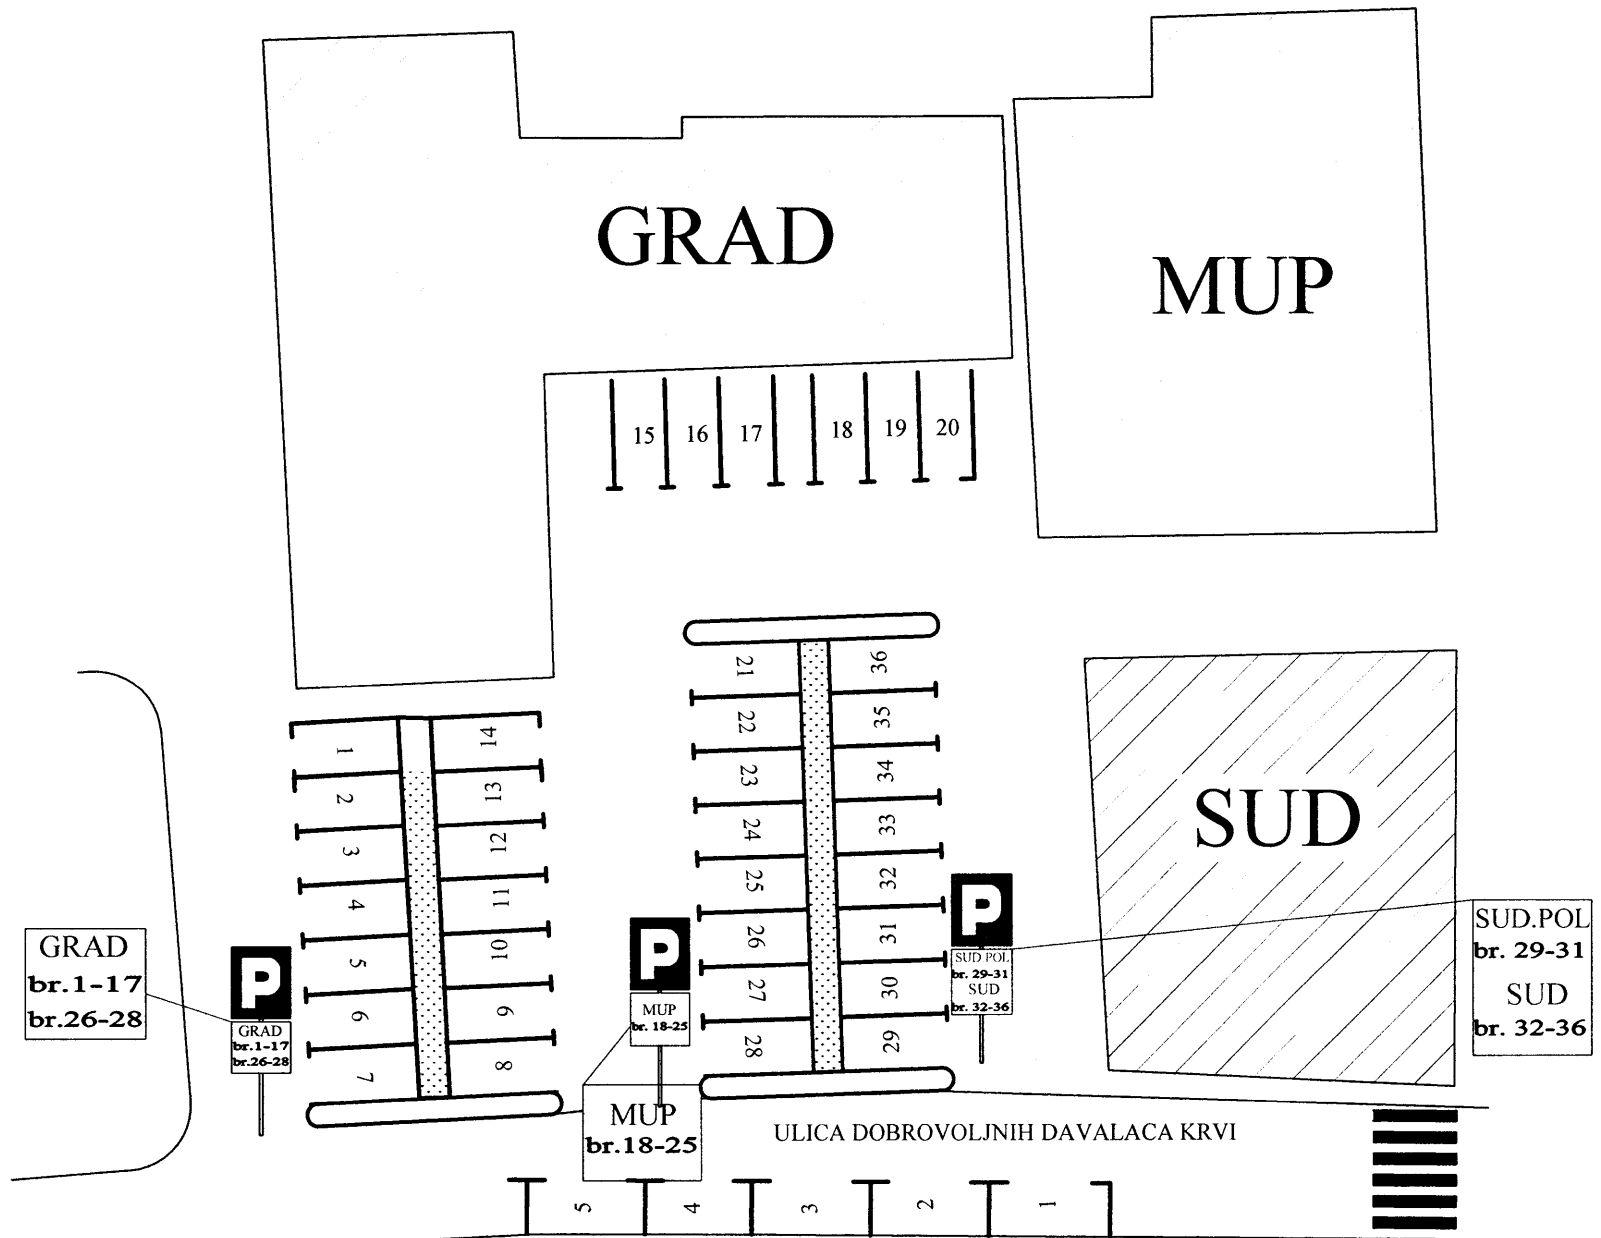 GRAD
MUP
15 16 17 18 19 20
21 36
22 35
23 34
24 33
25 32
26 31
27 30
28 29
1 14
2 13
3 12
4 11
5 10
6 9
7 8
SUD
GRAD
br.1-17
br.26-28
P
GRAD
br.1-17
br.26-28
P
MUP
br. 18-25
MUP
br.18-25
P
SUD.POL
br. 29-31
SUD
br. 32-36
SUD.POL
br. 29-31
SUD
br. 32-36
ULICA DOBROVOLJNIH DAVALACA KRVI
5 4 3 2 1